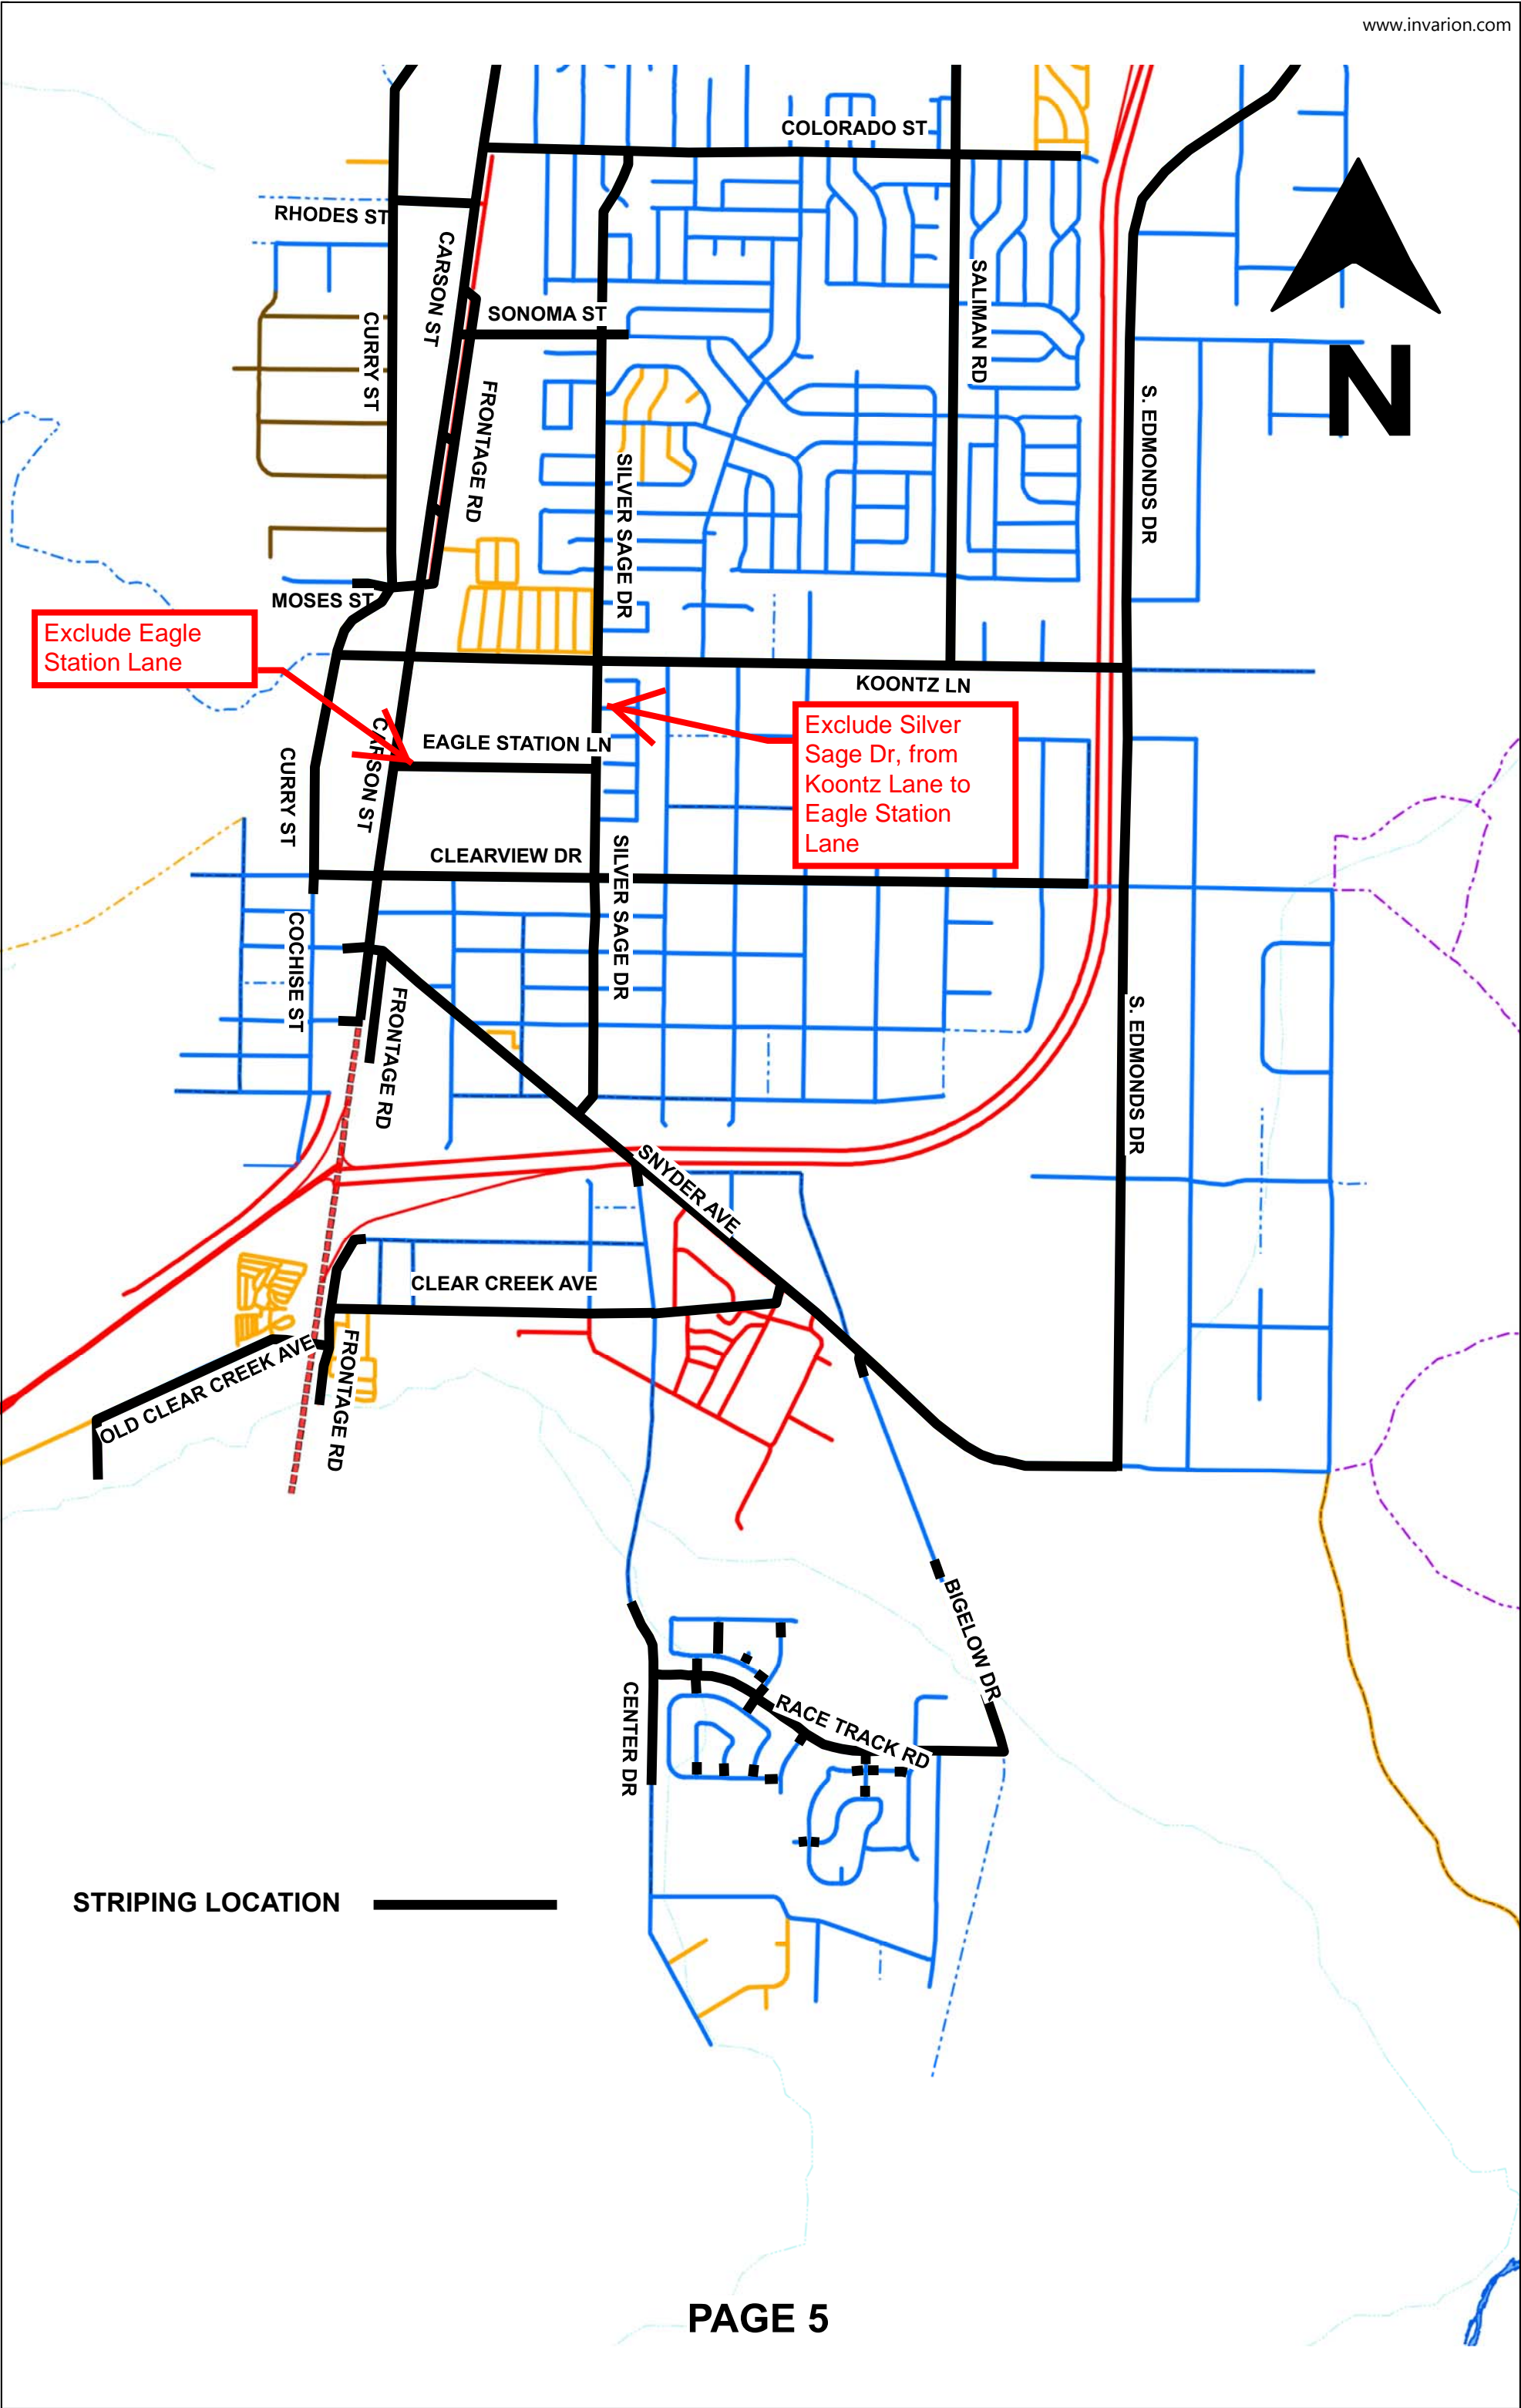 www.invarion.com
COLORADO ST
RHODES ST
CARSON ST
SALIMAN RD
SONOMA ST
CURRY ST
FRONTAGE RD
S. EDMONDS DR
N
SILVER SAGE DR
MOSES ST
Exclude Eagle
Station Lane
KOONTZ LN
Exclude Silver
Sage Dr, from
Koontz Lane to
Eagle Station
Lane
EAGLE STATION LN
CARSON ST
CURRY ST
CLEARVIEW DR
SILVER SAGE DR
COCHISE ST
FRONTAGE RD
S. EDMONDS DR
SNYDER AVE
CLEAR CREEK AVE
OLD CLEAR CREEK AVE
FRONTAGE RD
BIGELOW DR
CENTER DR
RACE TRACK RD
STRIPING LOCATION
PAGE 5